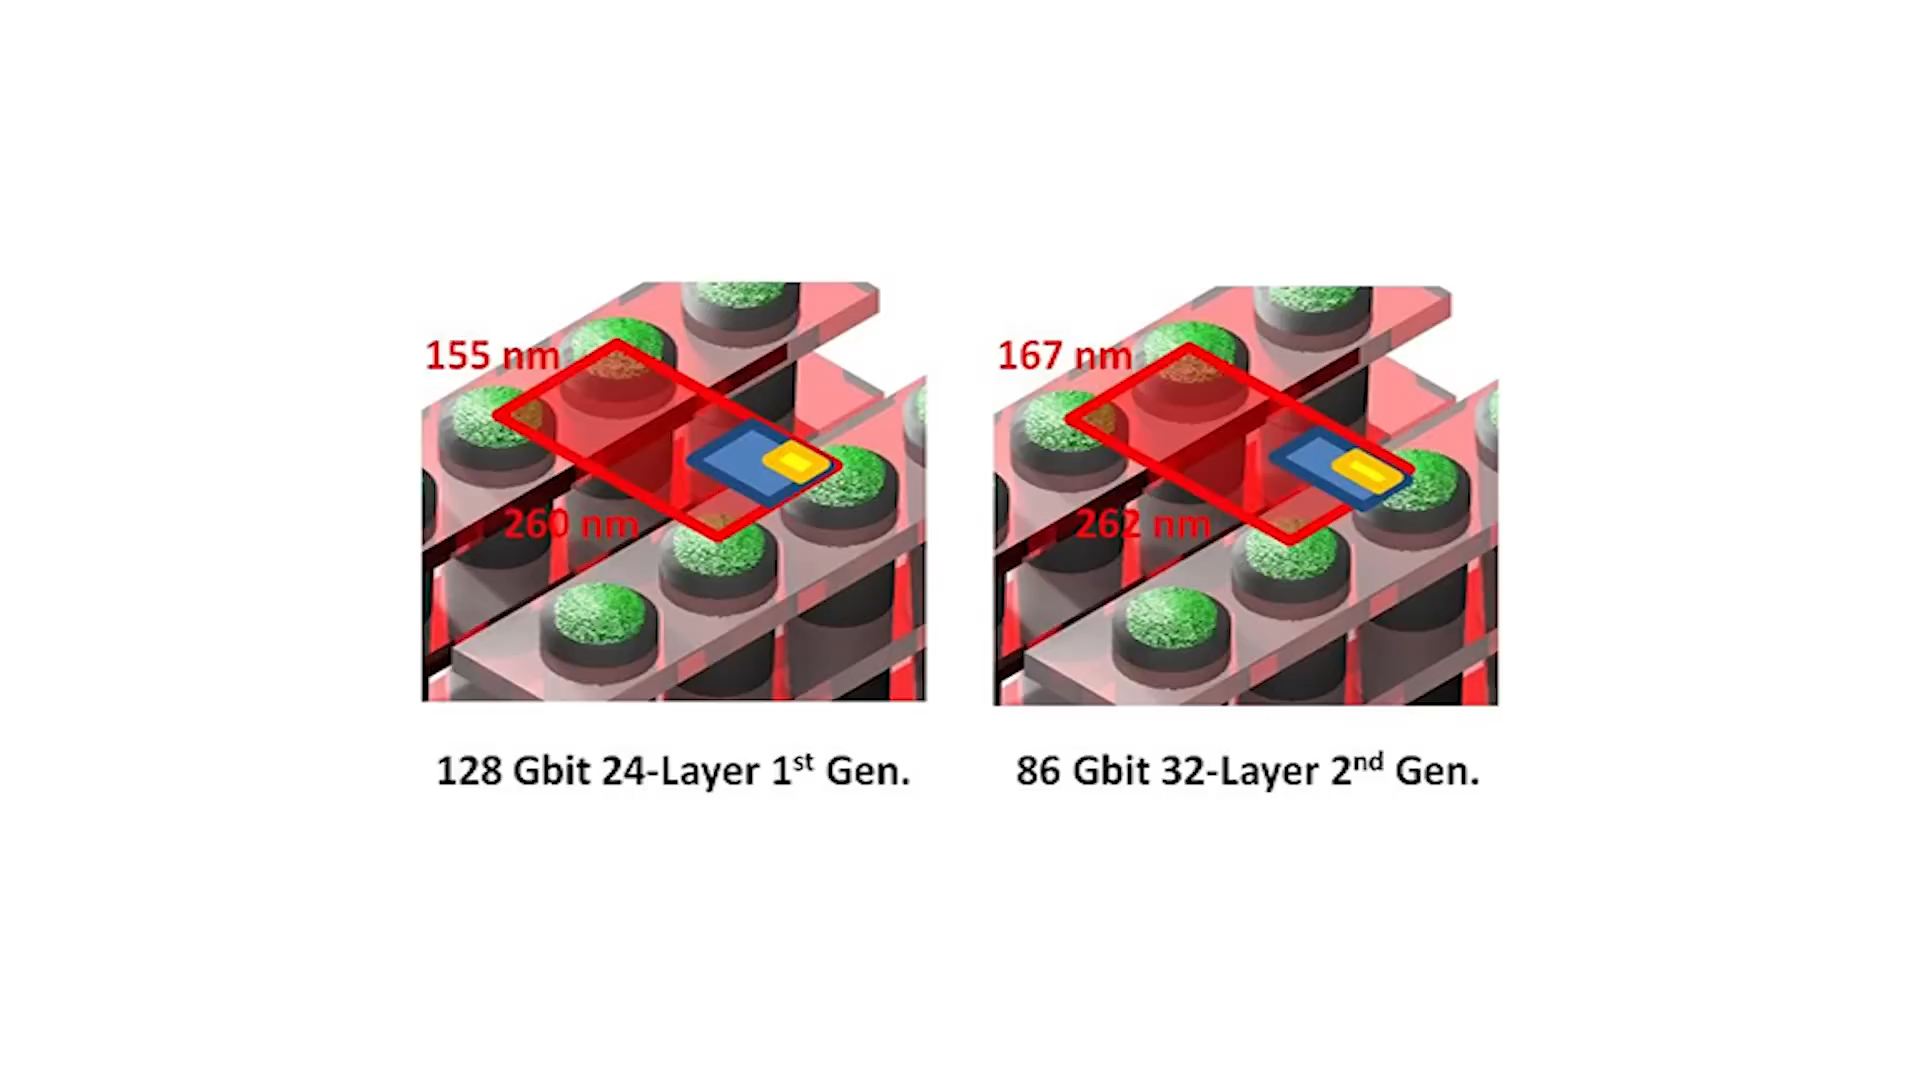 155 nm
260 nm
128 Gbit 24-Layer 1st Gen.
167 nm
262 nm
86 Gbit 32-Layer 2nd Gen.